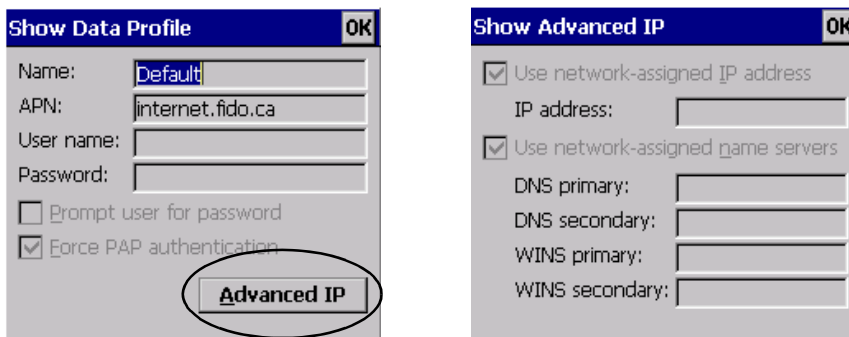 Show Data Profile OK
Name: Default
APN: internet.fido.ca
User name:
Password:
Prompt user for password
Force PAP authentication
Advanced IP
Show Advanced IP OK
Use network-assigned IP address
IP address:
Use network-assigned name servers
DNS primary:
DNS secondary:
WINS primary:
WINS secondary: